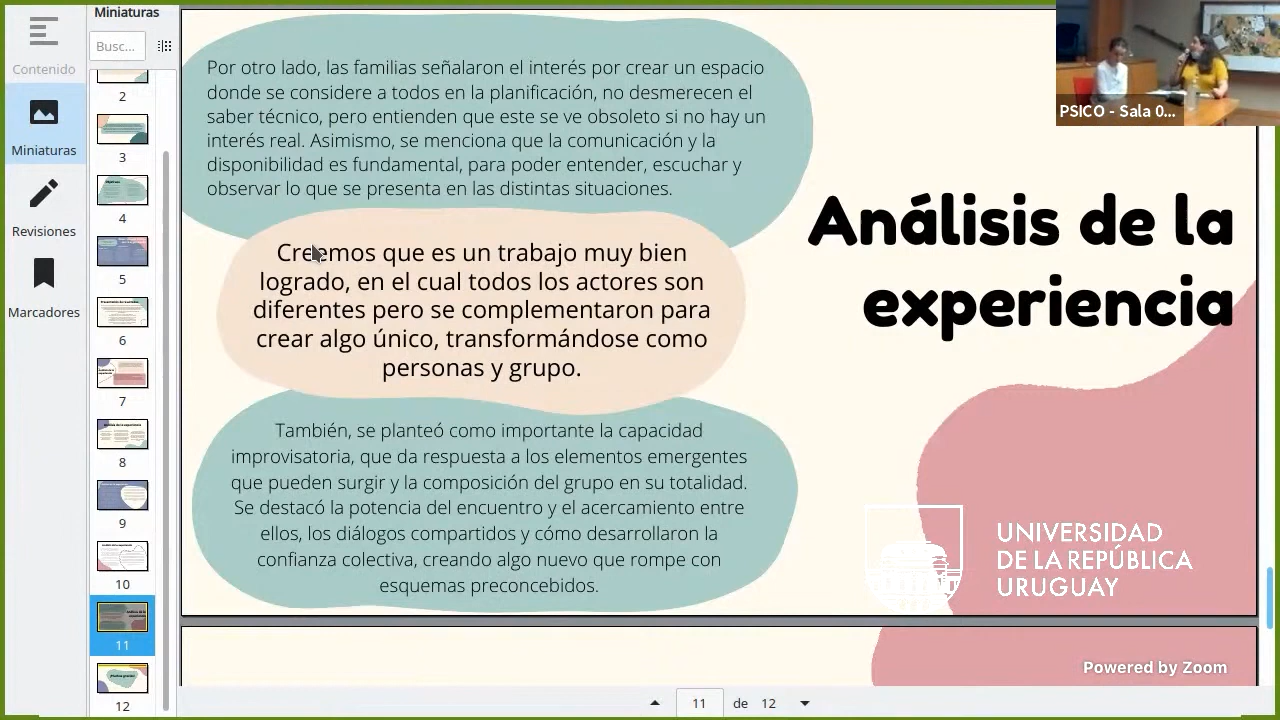 Contenido
Miniaturas
Revisiones
Marcadores
Miniaturas
Busc...
2
3
4
5
6
7
8
9
10
11
12
Por otro lado, las familias señalaron el interés por crear un espacio
donde se considere a todos en la planificación, no desmerecen el
saber técnico, pero entienden que este se ve obsoleto si no hay un
interés real. Asimismo, se menciona que la comunicación y la
disponibilidad es fundamental, para poder entender, escuchar y
observar lo que se presenta en las distintas situaciones.
Creemos que es un trabajo muy bien
logrado, en el cual todos los actores son
diferentes pero se complementaron para
crear algo único, transformándose como
personas y grupo.
También, se planteó como importante la capacidad
improvisatoria, que da respuesta a los elementos emergentes
que pueden surgir y la composición del grupo en su totalidad.
Se destacó la potencia del encuentro y el acercamiento entre
ellos, los diálogos compartidos y cómo desarrollaron la
confianza colectiva, creando algo nuevo que rompe con
esquemas preconcebidos.
PSICO - Sala 0...
Análisis de la
experiencia
UNIVERSIDAD
DE LA REPÚBLICA
URUGUAY
Powered by Zoom
11 de 12